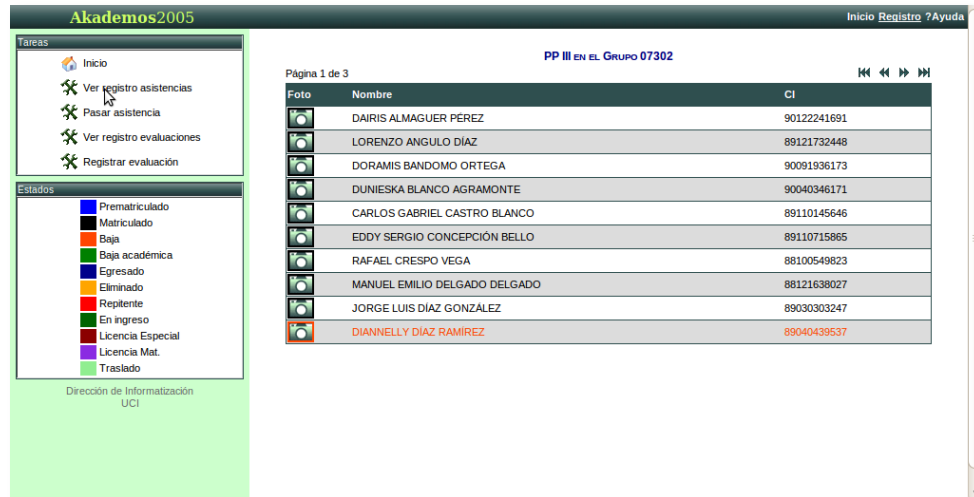 Akademos2005
Inicio Registro ?Ayuda
Tareas
Inicio
Ver registro asistencias
Pasar asistencia
Ver registro evaluaciones
Registrar evaluación
Estados
Prematriculado
Matriculado
Baja
Baja académica
Egresado
Eliminado
Repitente
En ingreso
Licencia Especial
Licencia Mat.
Traslado
Dirección de Informatización
UCI
PP III EN EL GRUPO 07302
Página 1 de 3
Foto Nombre CI
DAIRIS ALMAGUER PÉREZ 90122241691
LORENZO ANGULO DÍAZ 89121732448
DORAMIS BANDOMO ORTEGA 90091936173
DUNIESKA BLANCO AGRAMONTE 90040346171
CARLOS GABRIEL CASTRO BLANCO 89110145646
EDDY SERGIO CONCEPCIÓN BELLO 89110715865
RAFAEL CRESPO VEGA 88100549823
MANUEL EMILIO DELGADO DELGADO 88121638027
JORGE LUIS DÍAZ GONZÁLEZ 89030303247
DIANNELLY DÍAZ RAMÍREZ 89040439537